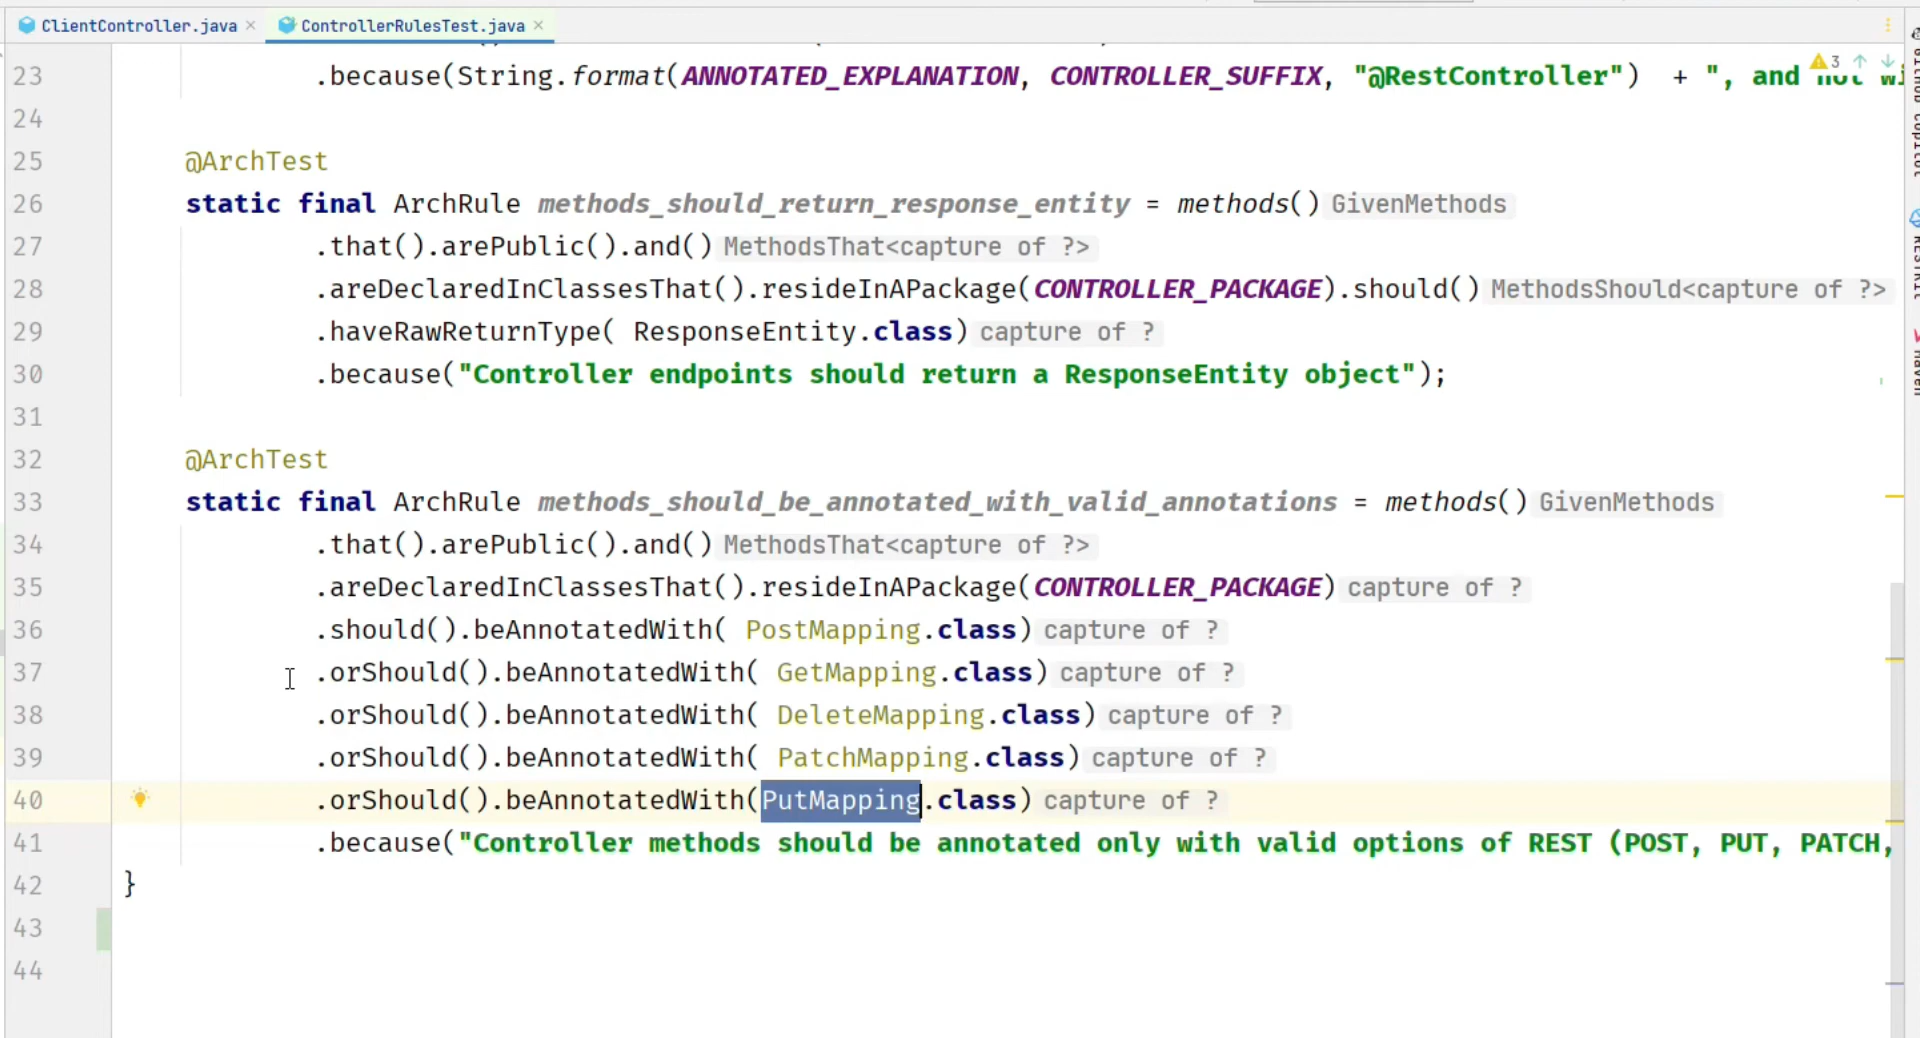 ClientController.java × ControllerRulesTest.java ×
23 .because(String.format(ANNOTATED_EXPLANATION, CONTROLLER_SUFFIX, "@RestController")  + ", and not wi
3
24
25 @ArchTest
26 static final ArchRule methods_should_return_response_entity = methods() GivenMethods
27 .that().arePublic().and() MethodsThat<capture of ?>
28 .areDeclaredInClassesThat().resideInAPackage(CONTROLLER_PACKAGE).should() MethodsShould<capture of ?>
29 .haveRawReturnType( ResponseEntity.class) capture of ?
30 .because("Controller endpoints should return a ResponseEntity object");
31
32 @ArchTest
33 static final ArchRule methods_should_be_annotated_with_valid_annotations = methods() GivenMethods
34 .that().arePublic().and() MethodsThat<capture of ?>
35 .areDeclaredInClassesThat().resideInAPackage(CONTROLLER_PACKAGE) capture of ?
36 .should().beAnnotatedWith( PostMapping.class) capture of ?
37 .orShould().beAnnotatedWith( GetMapping.class) capture of ?
38 .orShould().beAnnotatedWith( DeleteMapping.class) capture of ?
39 .orShould().beAnnotatedWith( PatchMapping.class) capture of ?
40 .orShould().beAnnotatedWith(PutMapping.class) capture of ?
41 .because("Controller methods should be annotated only with valid options of REST (POST, PUT, PATCH,
42 }
43
44